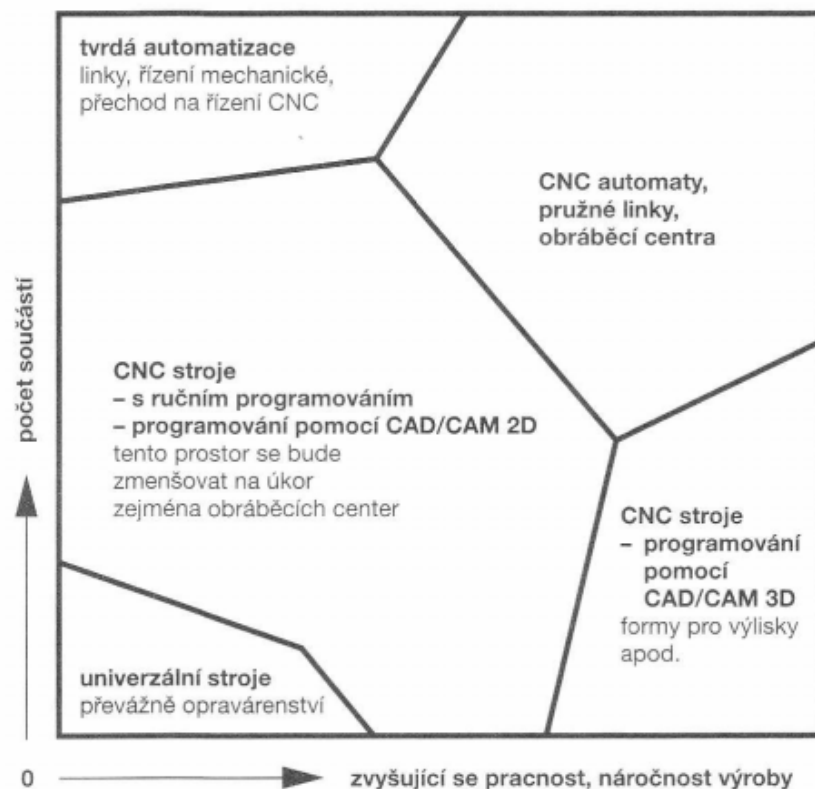 tvrdá automatizace
linky, řízení mechanické,
přechod na řízení CNC
CNC automaty,
pružné linky,
obráběcí centra
počet součástí
CNC stroje
– s ručním programováním
– programování pomocí CAD/CAM 2D
tento prostor se bude
zmenšovat na úkor
zejména obráběcích center
CNC stroje
– programování
pomocí
CAD/CAM 3D
formy pro výlisky
apod.
univerzální stroje
převážně opravárenství
0
zvyšující se pracnost, náročnost výroby